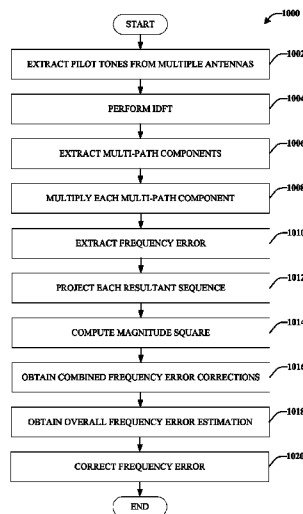 1000
START
EXTRACT PILOT TONES FROM MULTIPLE ANTENNAS
1002
PERFORM IDFT
1004
EXTRACT MULTI-PATH COMPONENTS
1006
MULTIPLY EACH MULTI-PATH COMPONENT
1008
EXTRACT FREQUENCY ERROR
1010
PROJECT EACH RESULTANT SEQUENCE
1012
COMPUTE MAGNITUDE SQUARE
1014
OBTAIN COMBINED FREQUENCY ERROR CORRECTIONS
1016
OBTAIN OVERALL FREQUENCY ERROR ESTIMATION
1018
CORRECT FREQUENCY ERROR
1020
END